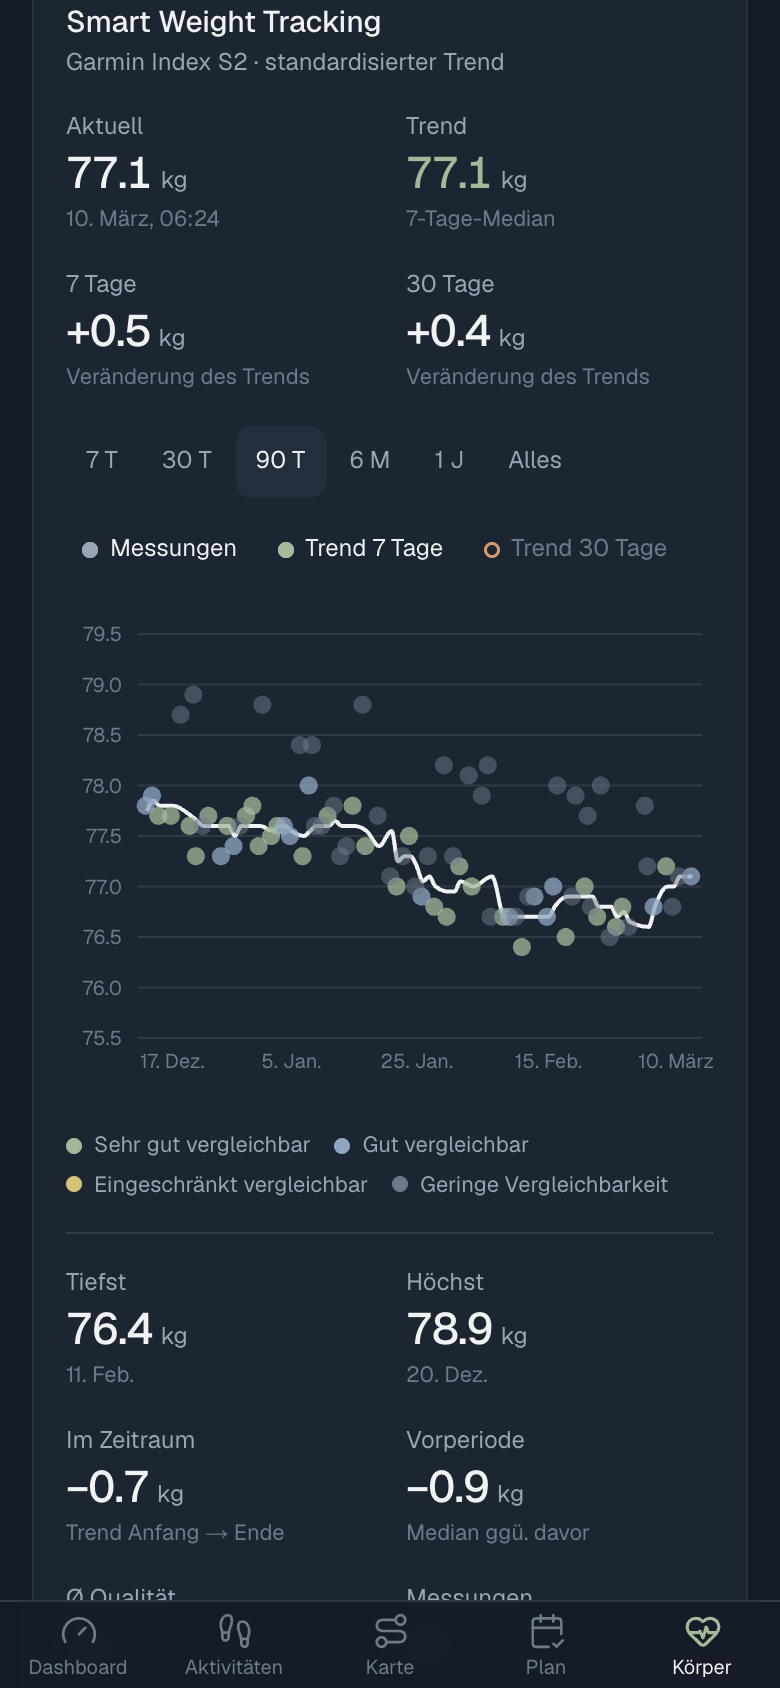 Smart Weight Tracking
Garmin Index S2 · standardisierter Trend
Aktuell
77.1 kg
10. März, 06:24
Trend
77.1 kg
7-Tage-Median
7 Tage
+0.5 kg
Veränderung des Trends
30 Tage
+0.4 kg
Veränderung des Trends
7 T 30 T 90 T 6 M 1 J Alles
Messungen Trend 7 Tage Trend 30 Tage
79.5
79.0
78.5
78.0
77.5
77.0
76.5
76.0
75.5
17. Dez. 5. Jan. 25. Jan. 15. Feb. 10. März
Sehr gut vergleichbar Gut vergleichbar
Eingeschränkt vergleichbar Geringe Vergleichbarkeit
Tiefst
76.4 kg
11. Feb.
Höchst
78.9 kg
20. Dez.
Im Zeitraum
−0.7 kg
Trend Anfang → Ende
Vorperiode
−0.9 kg
Median ggü. davor
Ø Qualität
Messungen
Dashboard Aktivitäten Karte Plan Körper